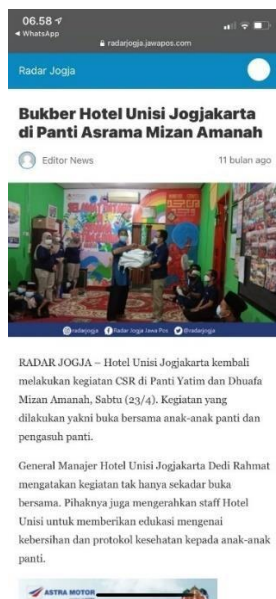 06.58
◄ WhatsApp
radarjogja.jawapos.com
Radar Jogja
Bukber Hotel Unisi Jogjakarta
di Panti Asrama Mizan Amanah
Editor News
11 bulan ago
@radarjogja Radar Jogja Jawa Pos @radarjogja
RADAR JOGJA – Hotel Unisi Jogjakarta kembali
melakukan kegiatan CSR di Panti Yatim dan Dhuafa
Mizan Amanah, Sabtu (23/4). Kegiatan yang
dilakukan yakni buka bersama anak-anak panti dan
pengasuh panti.
General Manajer Hotel Unisi Jogjakarta Dedi Rahmat
mengatakan kegiatan tak hanya sekadar buka
bersama. Pihaknya juga mengerahkan staff Hotel
Unisi untuk memberikan edukasi mengenai
kebersihan dan protokol kesehatan kepada anak-anak
panti.
ASTRA MOTOR